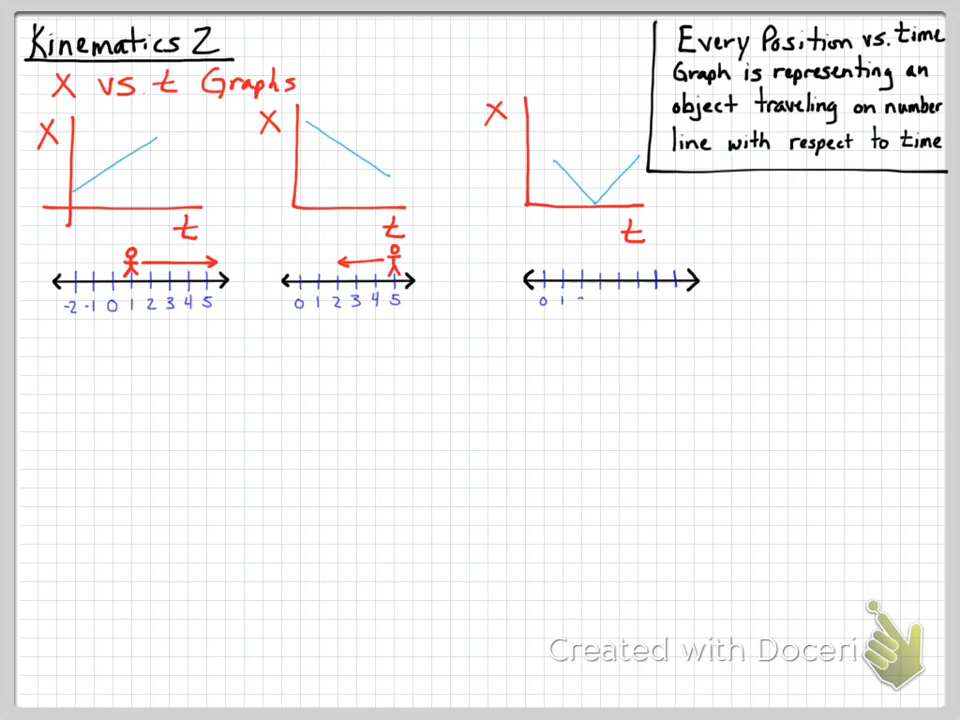 Kinematics 2
X vs. t Graphs
Every Position vs. time
Graph is representing an
object traveling on number
line with respect to time
X
t
X
t
X
t
-2 -1 0 1 2 3 4 5
0 1 2 3 4 5
0 1
Created with Doceri